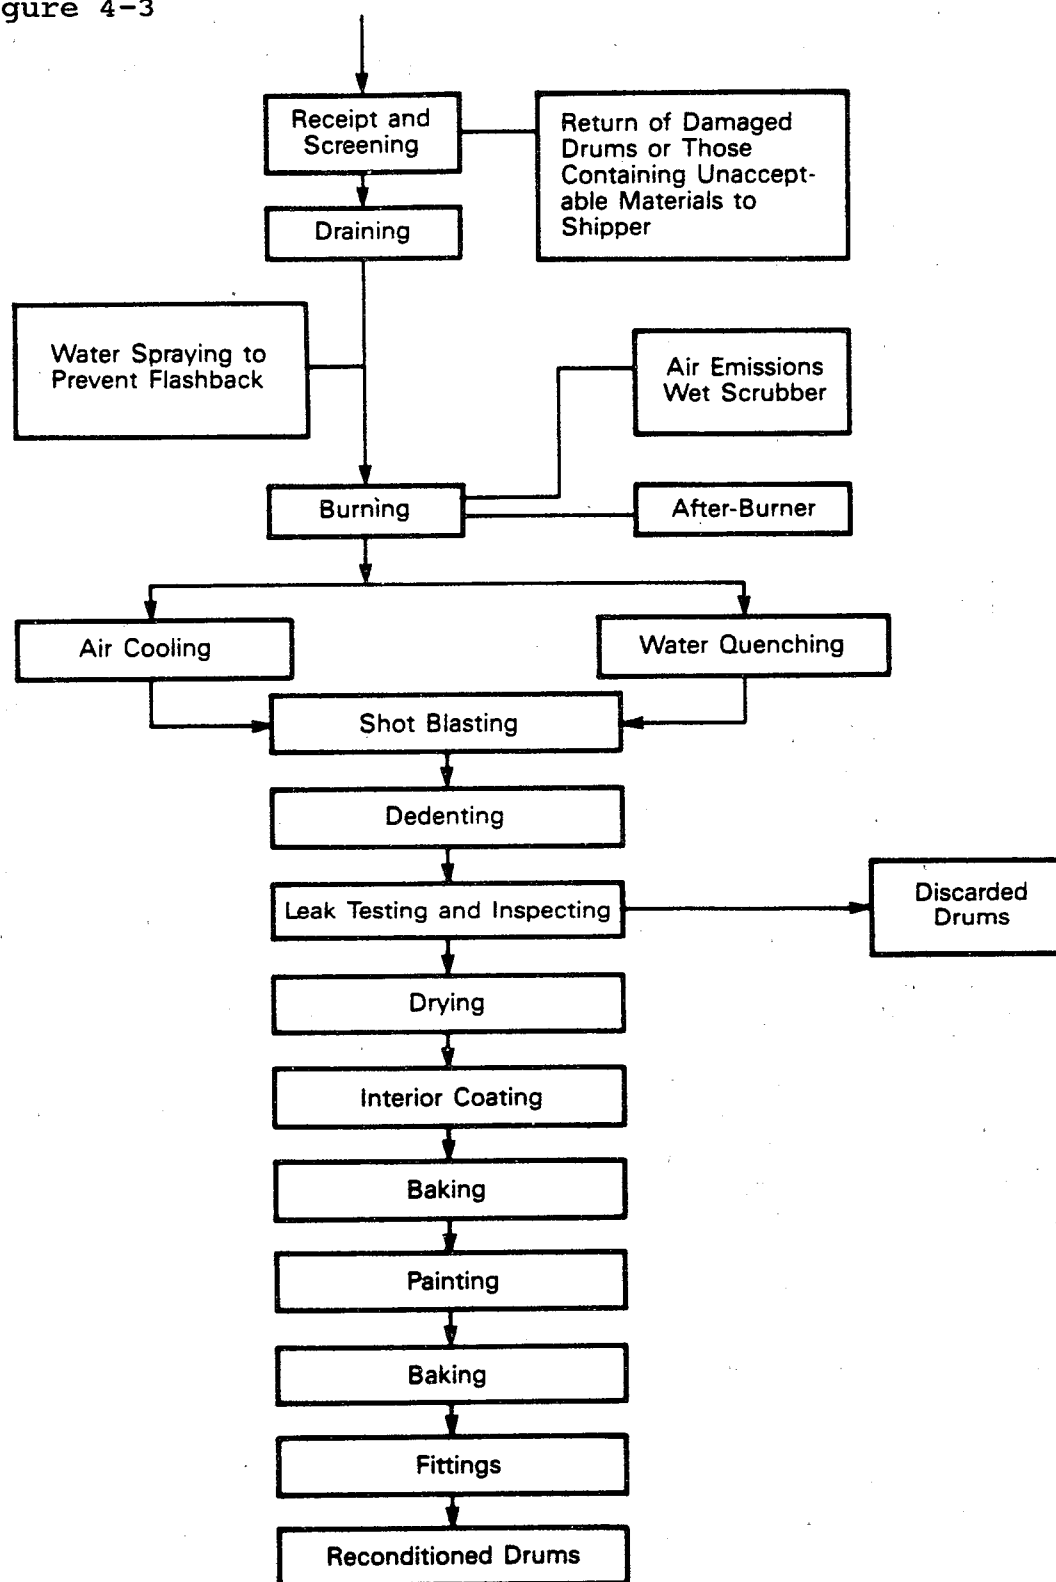 gure 4-3
Receipt and
Screening
Return of Damaged
Drums or Those
Containing Unaccept-
able Materials to
Shipper
Draining
Water Spraying to
Prevent Flashback
Air Emissions
Wet Scrubber
Burning
After-Burner
Air Cooling
Water Quenching
Shot Blasting
Dedenting
Leak Testing and Inspecting
Discarded
Drums
Drying
Interior Coating
Baking
Painting
Baking
Fittings
Reconditioned Drums